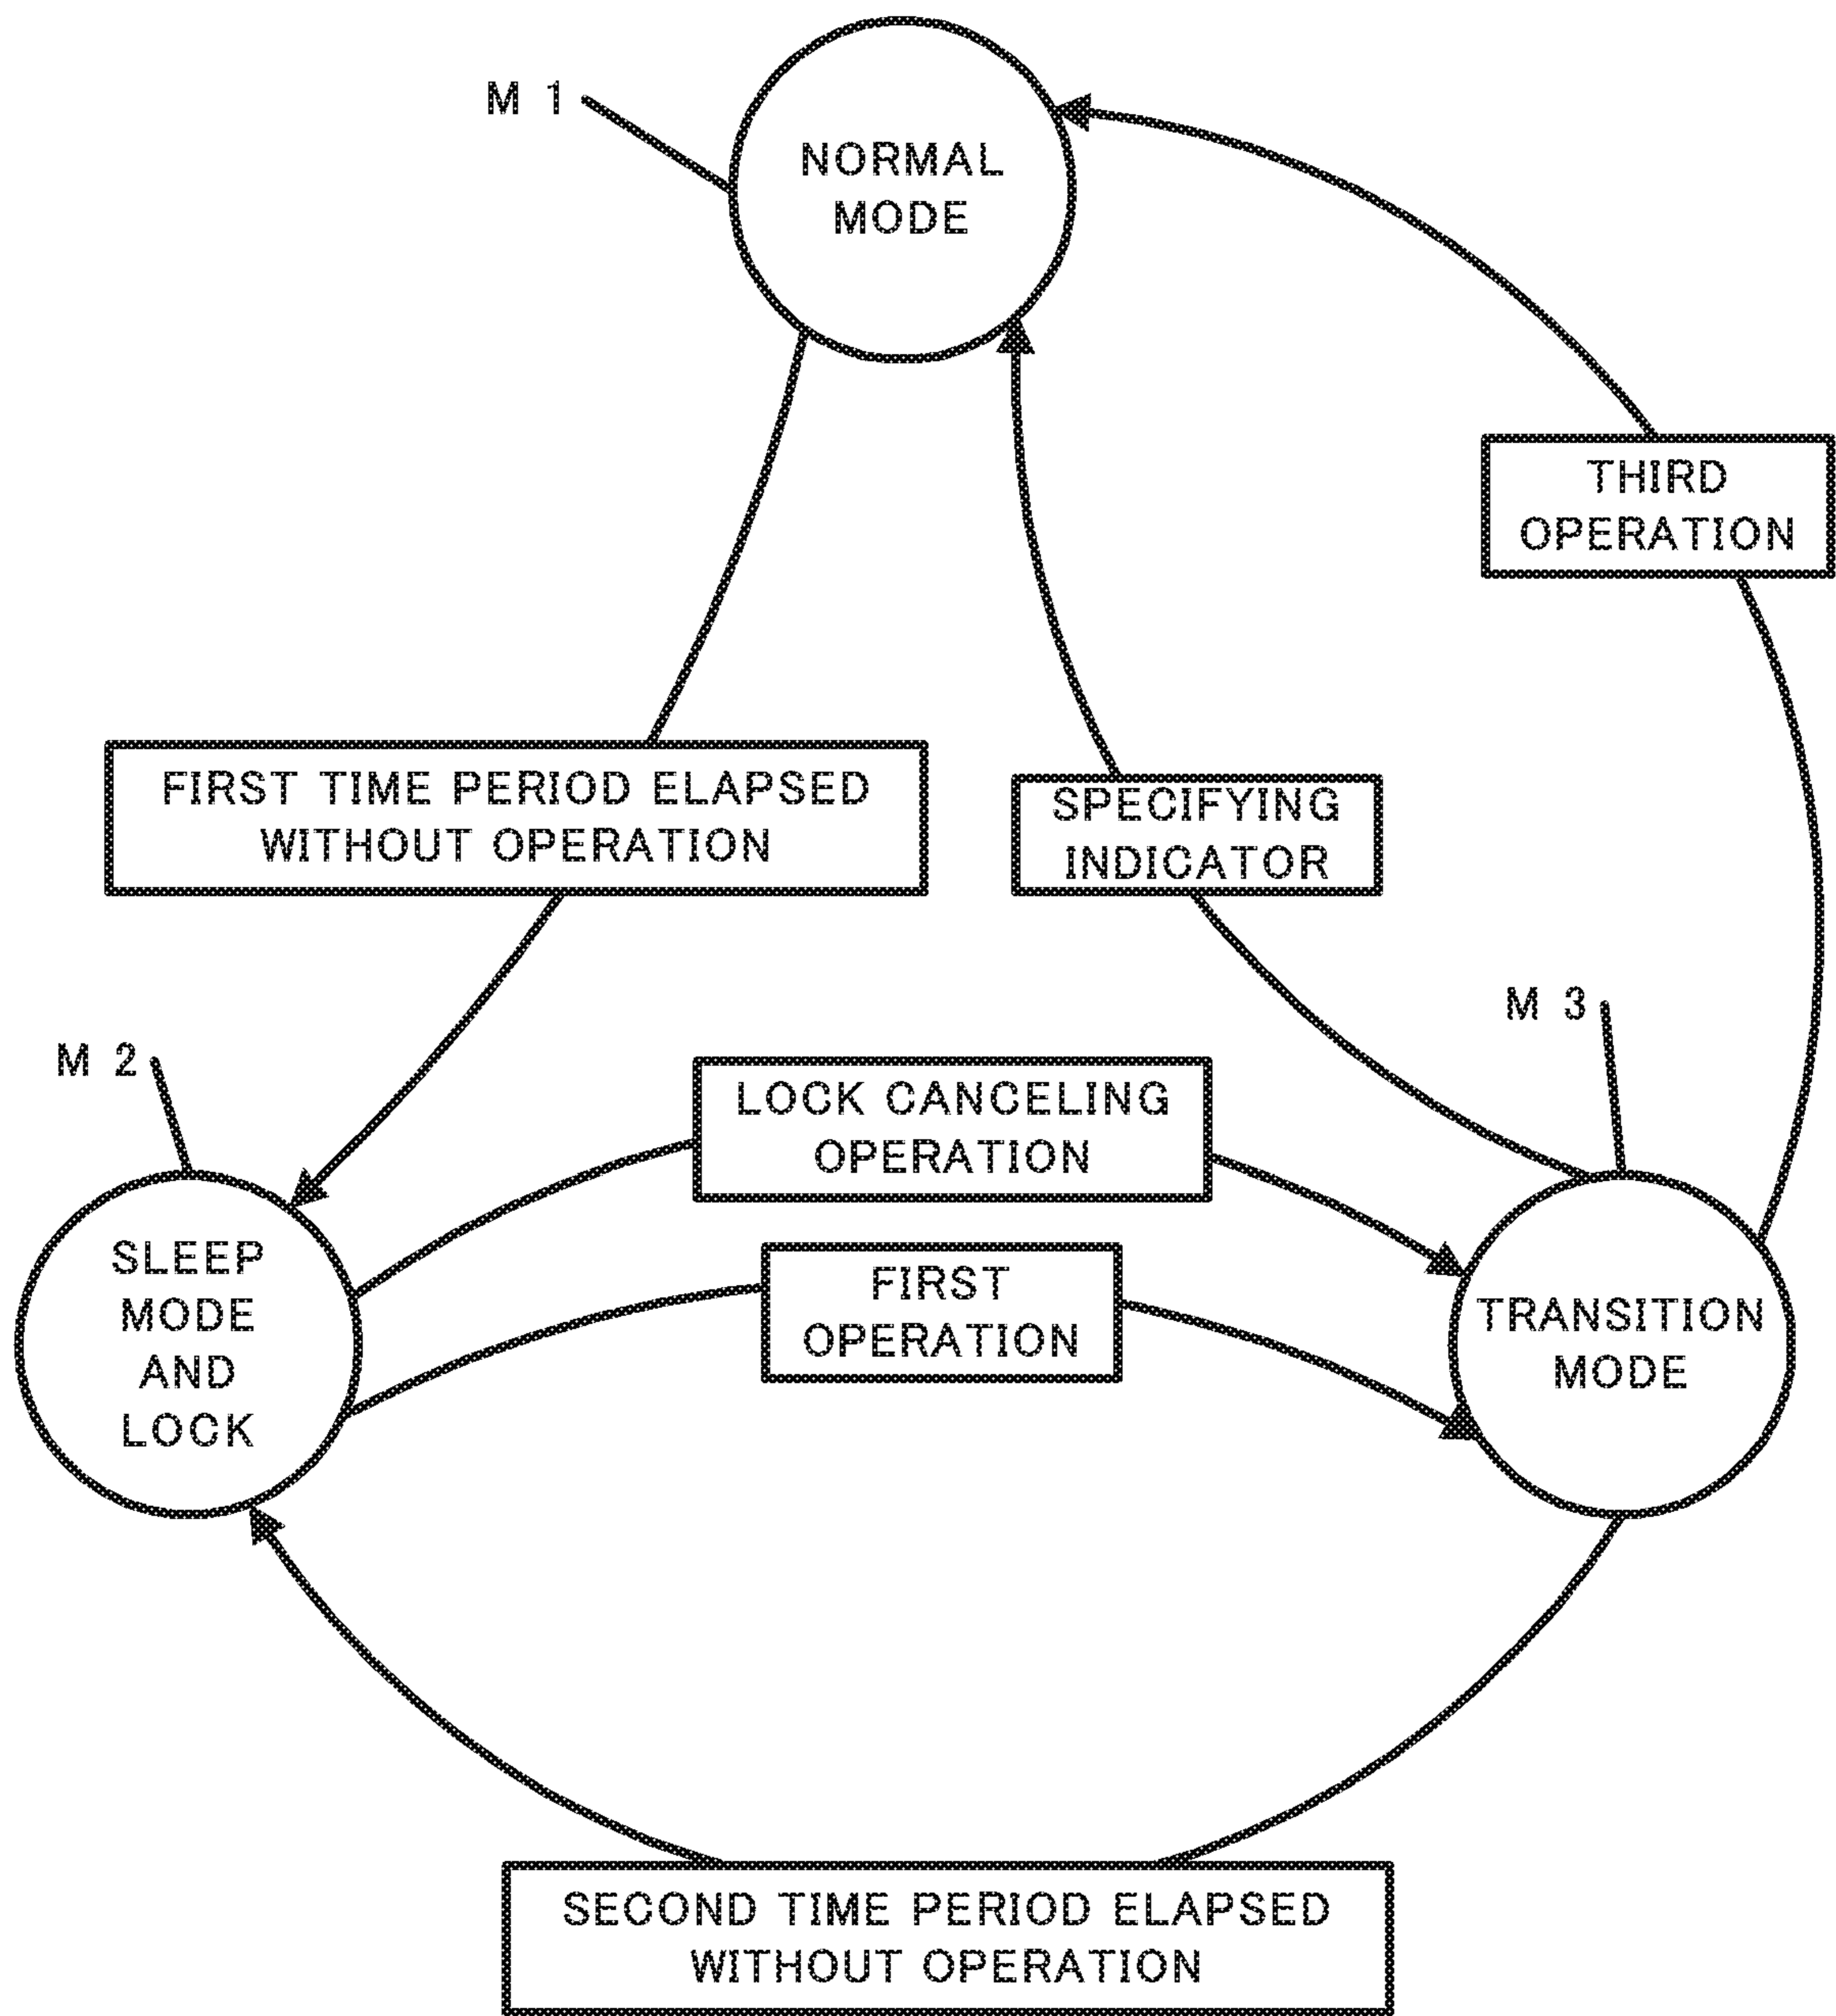 M 1
NORMAL
MODE
THIRD
OPERATION
FIRST TIME PERIOD ELAPSED
WITHOUT OPERATION
SPECIFYING
INDICATOR
M 3
M 2
LOCK CANCELING
OPERATION
FIRST
OPERATION
SLEEP
MODE
AND
LOCK
TRANSITION
MODE
SECOND TIME PERIOD ELAPSED
WITHOUT OPERATION